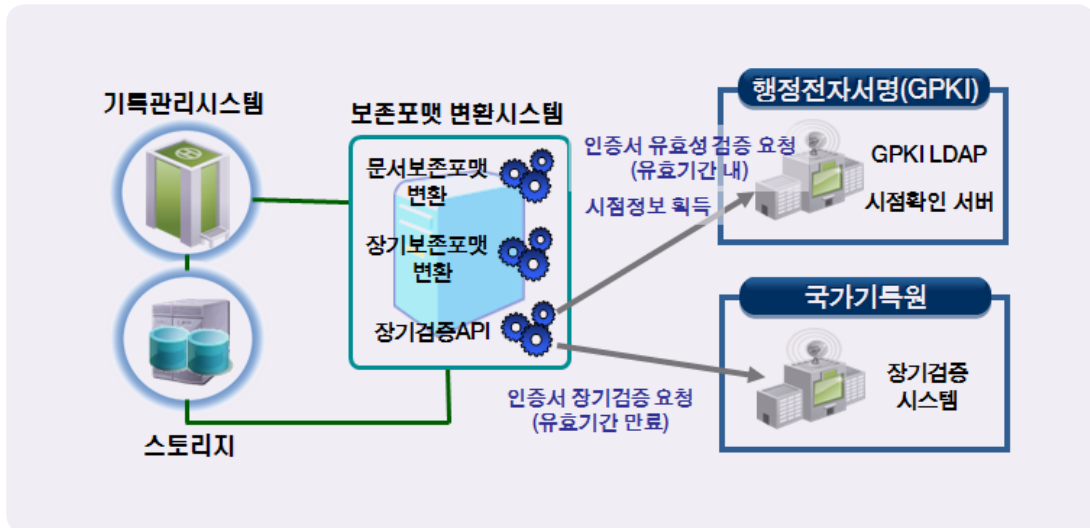 기록관리시스템
스토리지
보존포맷 변환시스템
문서보존포맷
변환
장기보존포맷
변환
장기검증API
인증서 유효성 검증 요청
(유효기간 내)
시점정보 획득
인증서 장기검증 요청
(유효기간 만료)
행정전자서명(GPKI)
GPKI LDAP
시점확인 서버
국가기록원
장기검증
시스템